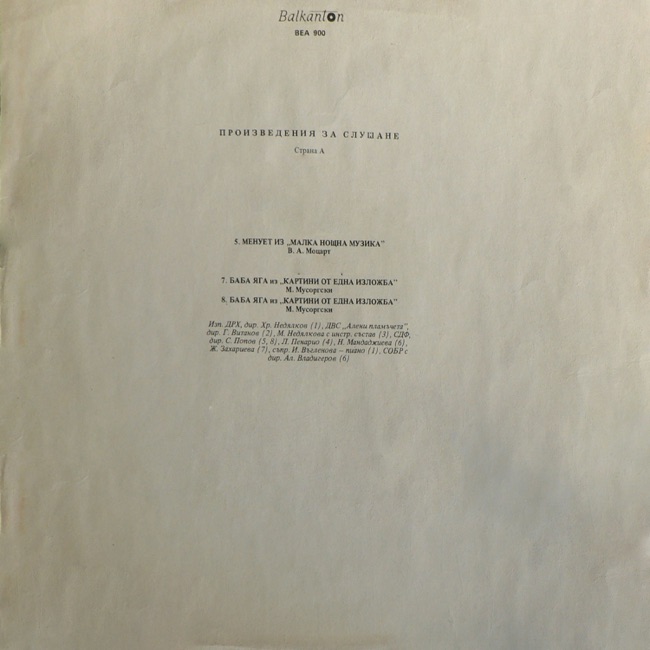 Balkanton
BEA 900
ПРОИЗВЕДЕНИЯ ЗА СЛУШАНЕ
Страна А
5. МЕНУЕТ ИЗ „МАЛКА НОЩНА МУЗИКА"
В. А. Моцарт
7. БАБА ЯГА из „КАРТИНИ ОТ ЕДНА ИЗЛОЖБА"
М. Мусоргски
8. БАБА ЯГА из „КАРТИНИ ОТ ЕДНА ИЗЛОЖБА"
М. Мусоргски
Изп. ДРХ, дир. Хр. Недялков (1), ДВС „Алени пламъчета",
дир. Г. Витанов (2), М. Недялкова с инстр. състав (3), СДФ,
дир. С. Попов (5, 8), Л. Пекарио (4), Н. Мандаджиева (6),
Ж. Захариева (7), съпр. И. Въгленова – пиано (1), СОБР с
дир. Ал. Владигеров (6)